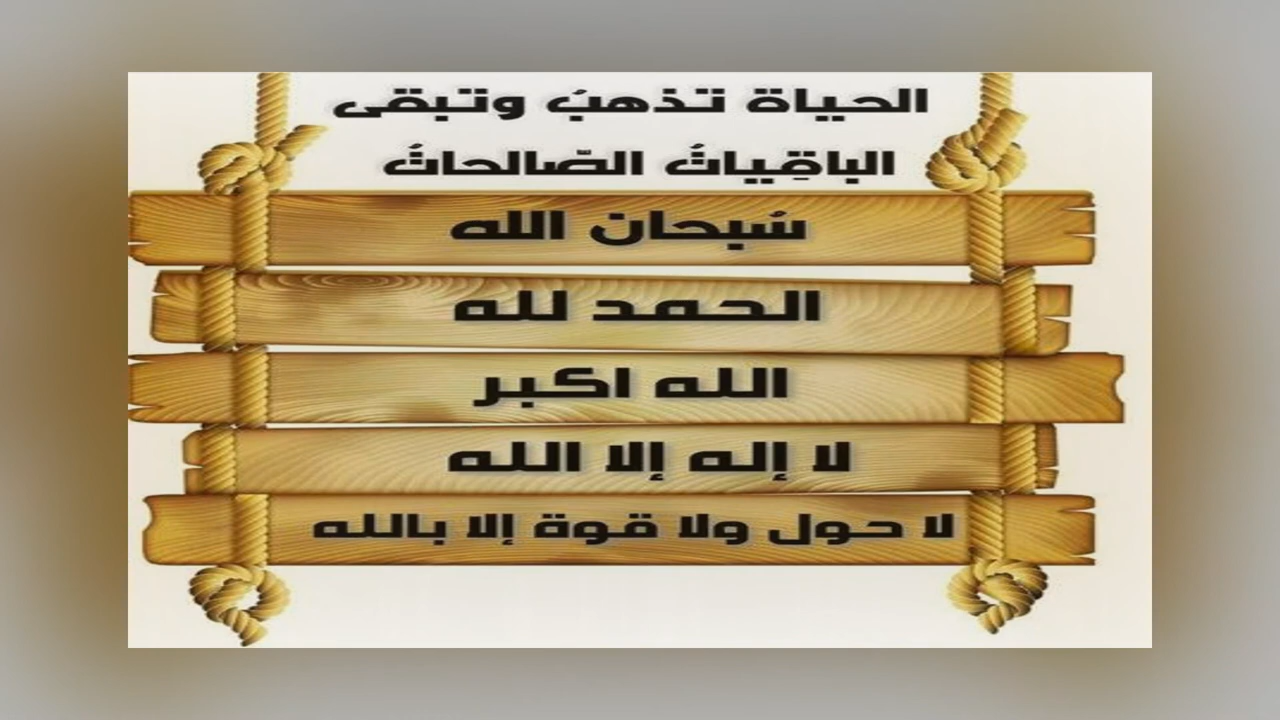 الحياة تذهبُ وتبقى
الباقِياتُ الصّالحاتُ
سُبحان الله
الحمد لله
الله اكبر
لا إله إلا الله
لا حول ولا قوة إلا بالله